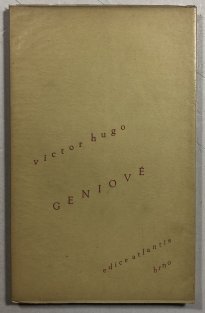 victor hugo
GENIOVÉ
edice atlantis
brno